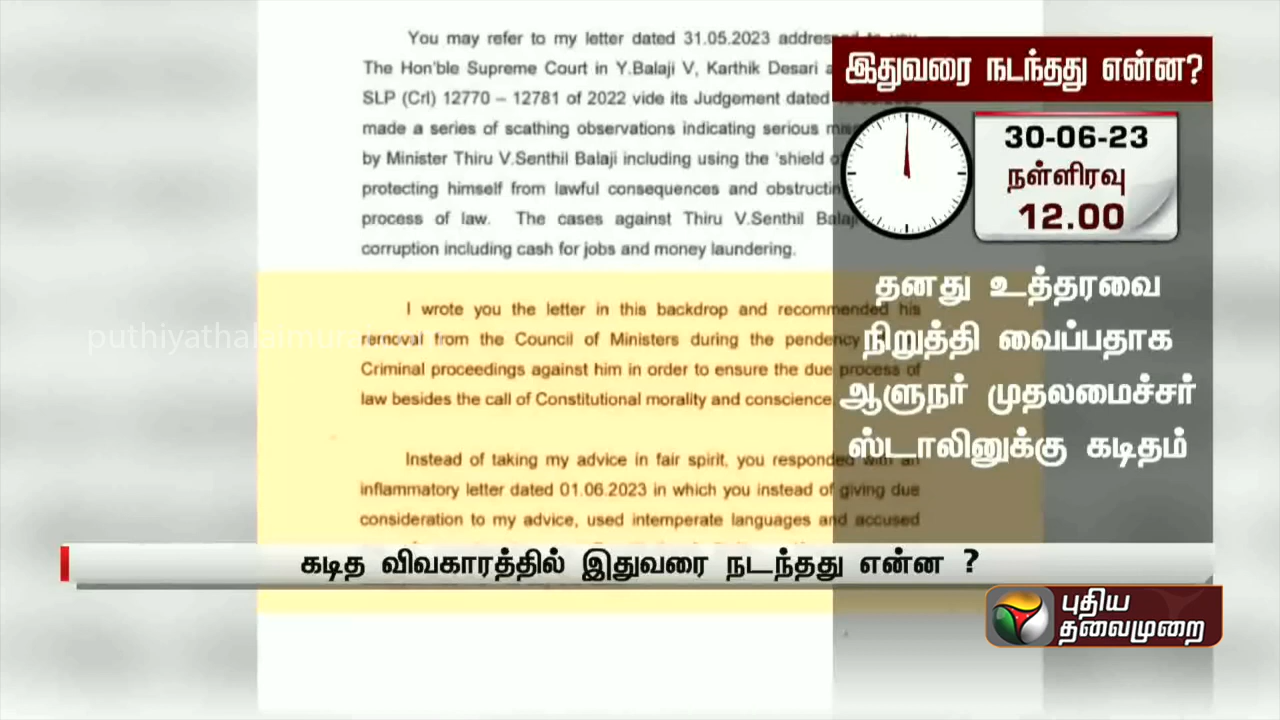 You may refer to my letter dated 31.05.2023
The Hon'ble Supreme Court in Y.Balaji V, Karthik Desari
SLP (Crl) 12770 – 12781 of 2022 vide its Judgement dated
made a series of scathing observations indicating serious
by Minister Thiru V.Senthil Balaji including using the 'shield
protecting himself from lawful consequences and
process of law. The cases against Thiru V.Senthil
corruption including cash for jobs and money laundering.
I wrote you the letter in this backdrop and recommended his
removal from the Council of Ministers during the pendency
Criminal proceedings against him in order to ensure the due process of
law besides the call of Constitutional morality and conscience
Instead of taking my advice in fair spirit, you responded with an
inflammatory letter dated 01.06.2023 in which you instead of giving due
consideration to my advice, used intemperate languages and accused
இதுவரை நடந்தது என்ன?
30-06-23
நள்ளிரவு
12.00
தனது உத்தரவை
நிறுத்தி வைப்பதாக
ஆளுநர் முதலமைச்சர்
ஸ்டாலினுக்கு கடிதம்
கடித விவகாரத்தில் இதுவரை நடந்தது என்ன ?
புதிய
தலைமுறை